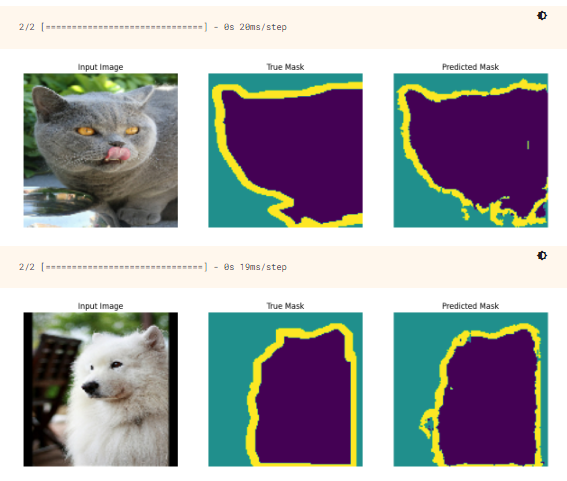 2/2 [==============================] - 0s 20ms/step
Input Image True Mask Predicted Mask
2/2 [==============================] - 0s 19ms/step
Input Image True Mask Predicted Mask